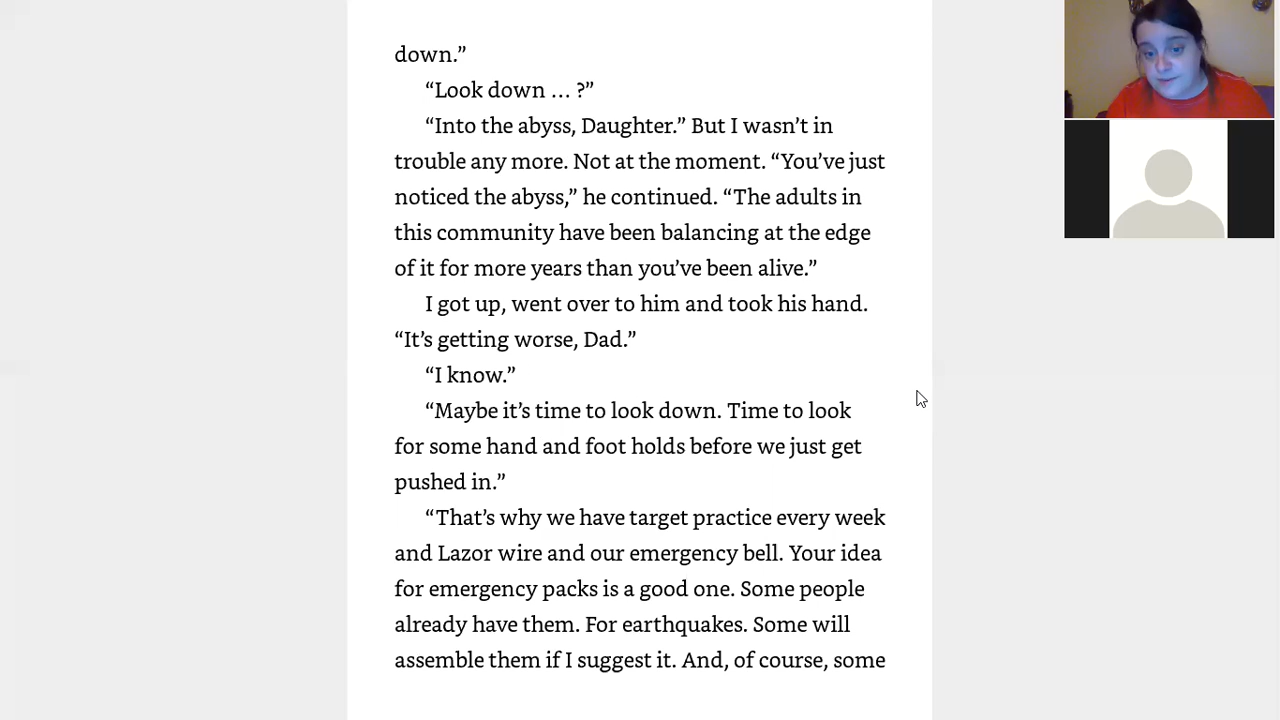 down.”
“Look down … ?”
“Into the abyss, Daughter.” But I wasn’t in
trouble any more. Not at the moment. “You’ve just
noticed the abyss,” he continued. “The adults in
this community have been balancing at the edge
of it for more years than you’ve been alive.”
I got up, went over to him and took his hand.
“It’s getting worse, Dad.”
“I know.”
“Maybe it’s time to look down. Time to look
for some hand and foot holds before we just get
pushed in.”
“That’s why we have target practice every week
and Lazor wire and our emergency bell. Your idea
for emergency packs is a good one. Some people
already have them. For earthquakes. Some will
assemble them if I suggest it. And, of course, some